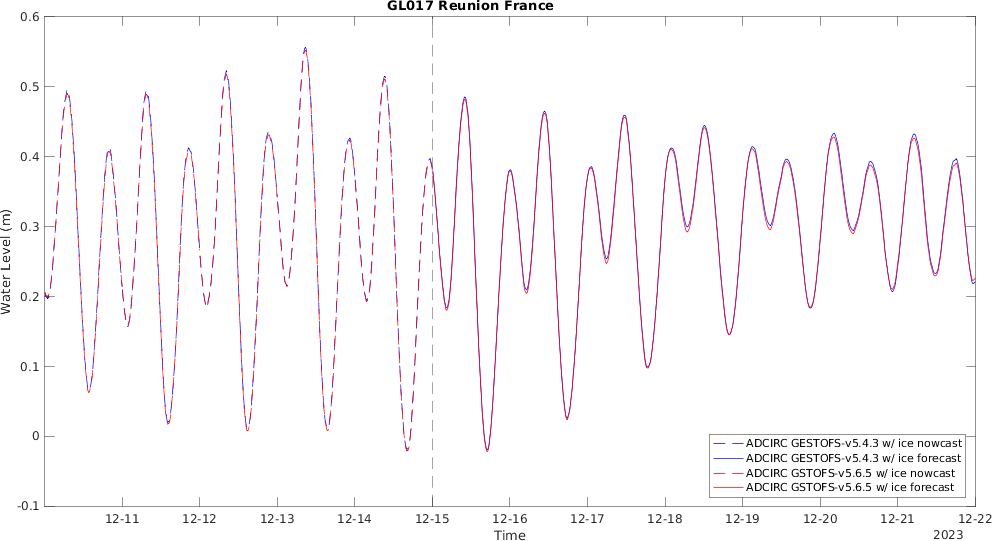 GL017 Reunion France
0.6
0.5
0.4
0.3
0.2
0.1
0
-0.1
Water Level (m)
ADCIRC GESTOFS-v5.4.3 w/ ice nowcast
ADCIRC GESTOFS-v5.4.3 w/ ice forecast
ADCIRC GSTOFS-v5.6.5 w/ ice nowcast
ADCIRC GSTOFS-v5.6.5 w/ ice forecast
12-11 12-12 12-13 12-14 12-15 12-16 12-17 12-18 12-19 12-20 12-21 12-22
Time
2023